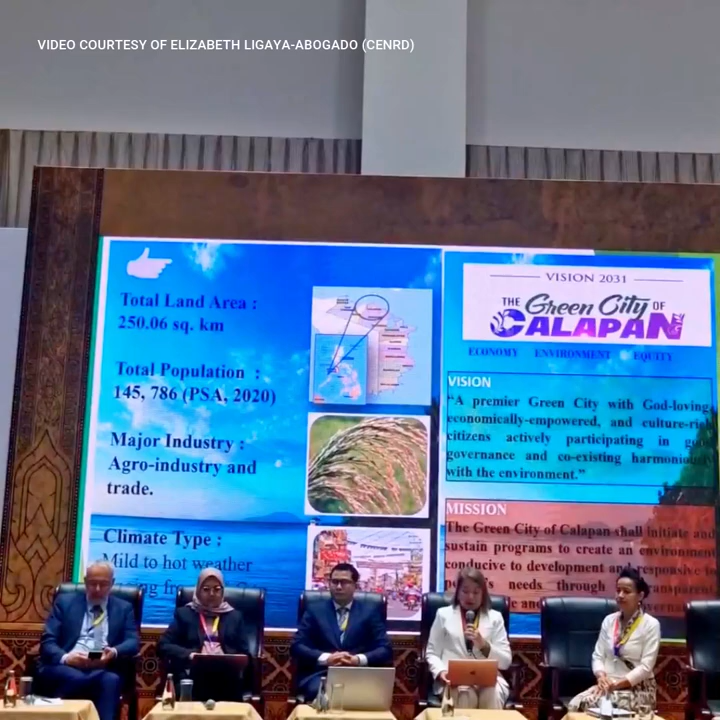 VIDEO COURTESY OF ELIZABETH LIGAYA-ABOGADO (CENRD)
Total Land Area :
250.06 sq. km
Total Population :
145, 786 (PSA, 2020)
Major Industry :
Agro-industry and
trade.
Climate Type :
Mild to hot weather
VISION 2031
THE Green City OF
CALAPAN
ECONOMY ENVIRONMENT EQUITY
VISION
"A premier Green City with God-loving,
economically-empowered, and culture-rich
citizens actively participating in good
governance and co-existing harmoniously
with the environment."
MISSION
The Green City of Calapan shall initiate and
sustain programs to create an environment
conducive to development and responsive to
needs through transparent
and